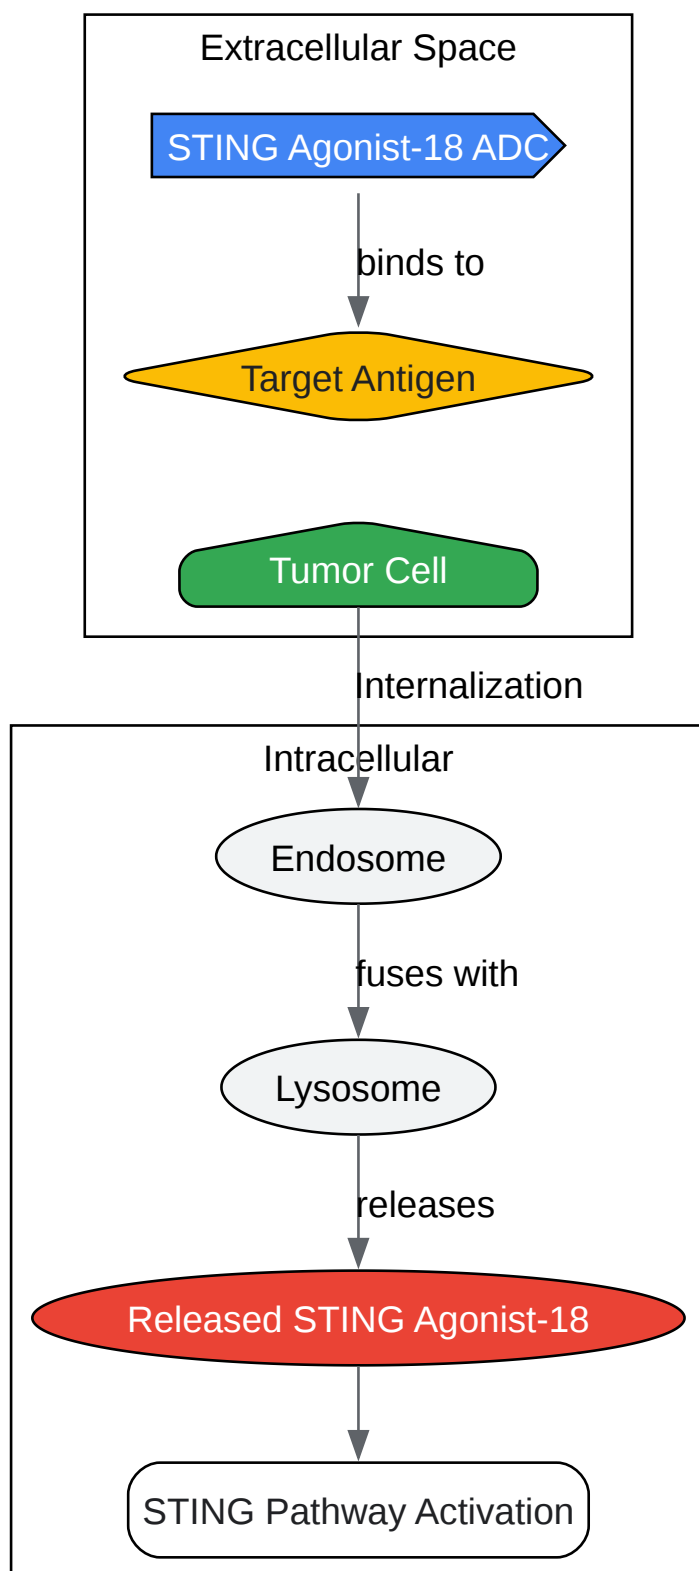 Extracellular Space
STING Agonist-18 ADC
binds to
Target Antigen
Tumor Cell
Internalization
Intracellular
Endosome
fuses with
Lysosome
releases
Released STING Agonist-18
STING Pathway Activation